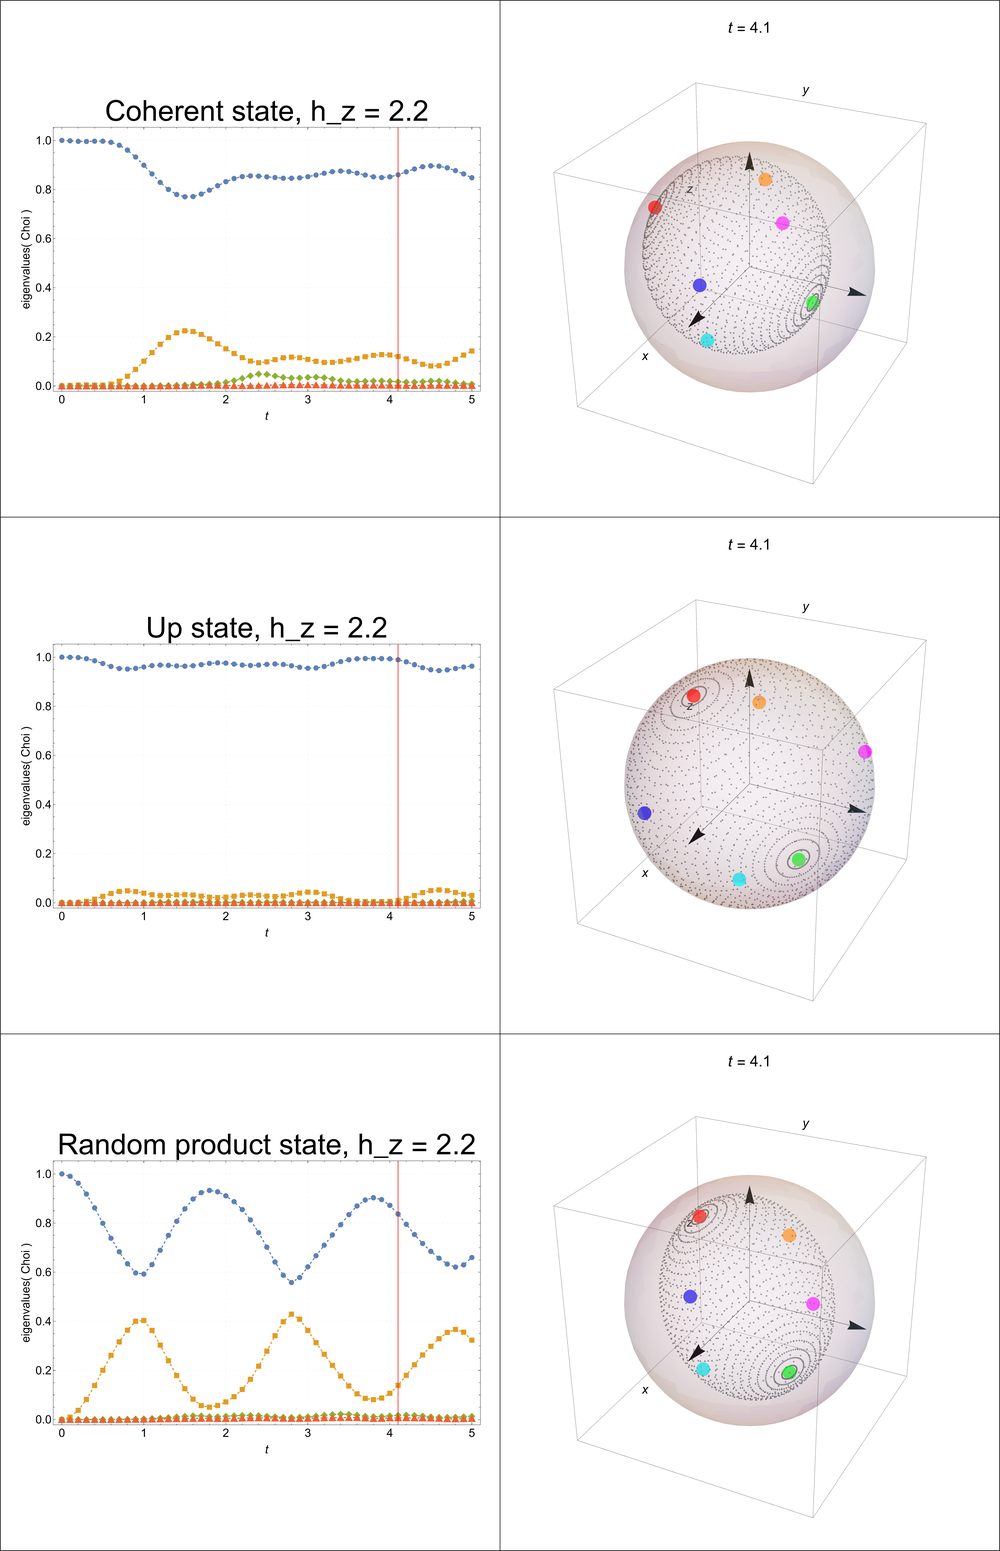 Coherent state, h_z = 2.2
eigenvalues( Choi )
1.0
0.8
0.6
0.4
0.2
0.0
0 1 2 3 4 5
t
t = 4.1
y
z
x
Up state, h_z = 2.2
eigenvalues( Choi )
1.0
0.8
0.6
0.4
0.2
0.0
0 1 2 3 4 5
t
t = 4.1
y
z
x
Random product state, h_z = 2.2
eigenvalues( Choi )
1.0
0.8
0.6
0.4
0.2
0.0
0 1 2 3 4 5
t
t = 4.1
y
z
x